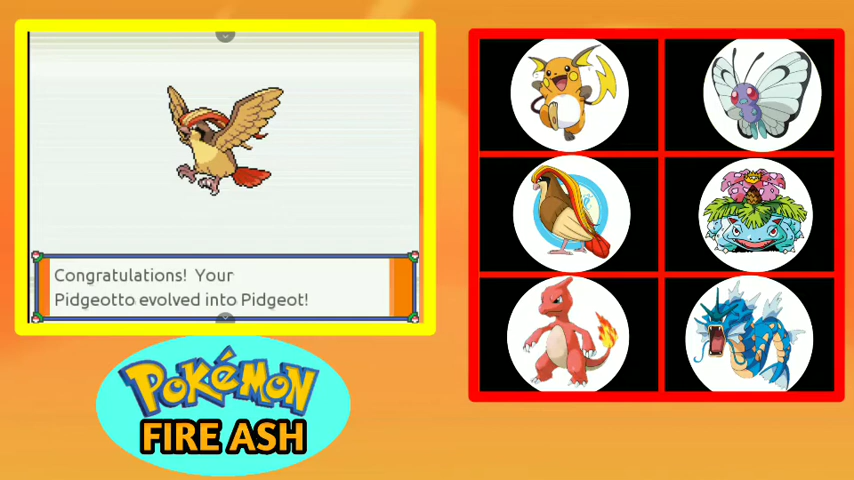 Congratulations! Your
Pidgeotto evolved into Pidgeot!
POKéMON
FIRE ASH